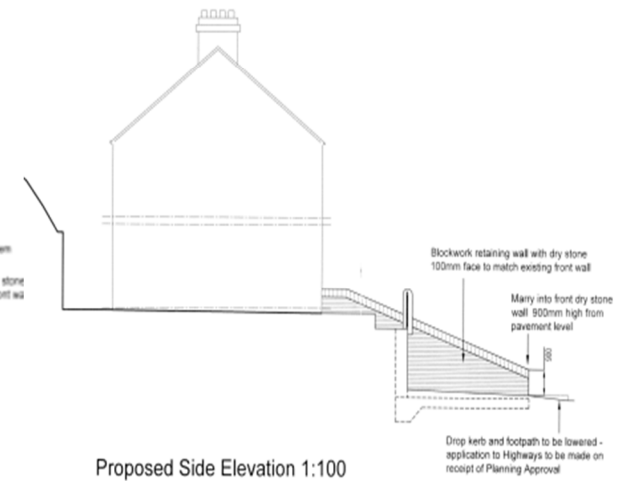 stone
Blockwork retaining wall with dry stone
100mm face to match existing front wall
Marry into front dry stone
wall 900mm high from
pavement level
900
Drop kerb and footpath to be lowered -
application to Highways to be made on
receipt of Planning Approval
Proposed Side Elevation 1:100